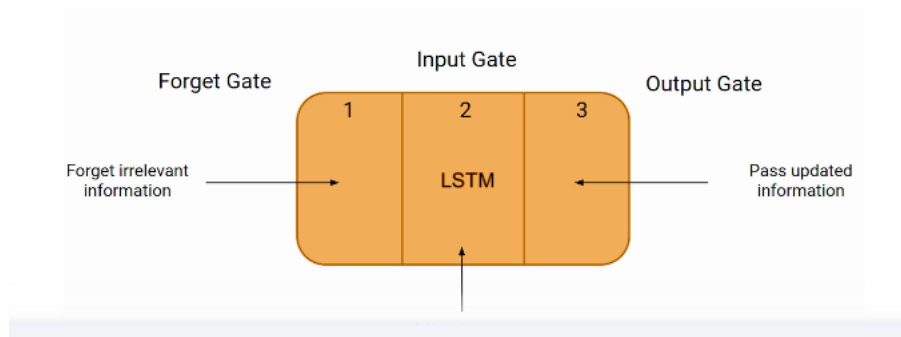 Input Gate
Forget Gate
Output Gate
1
2
3
Forget irrelevant
information
LSTM
Pass updated
information